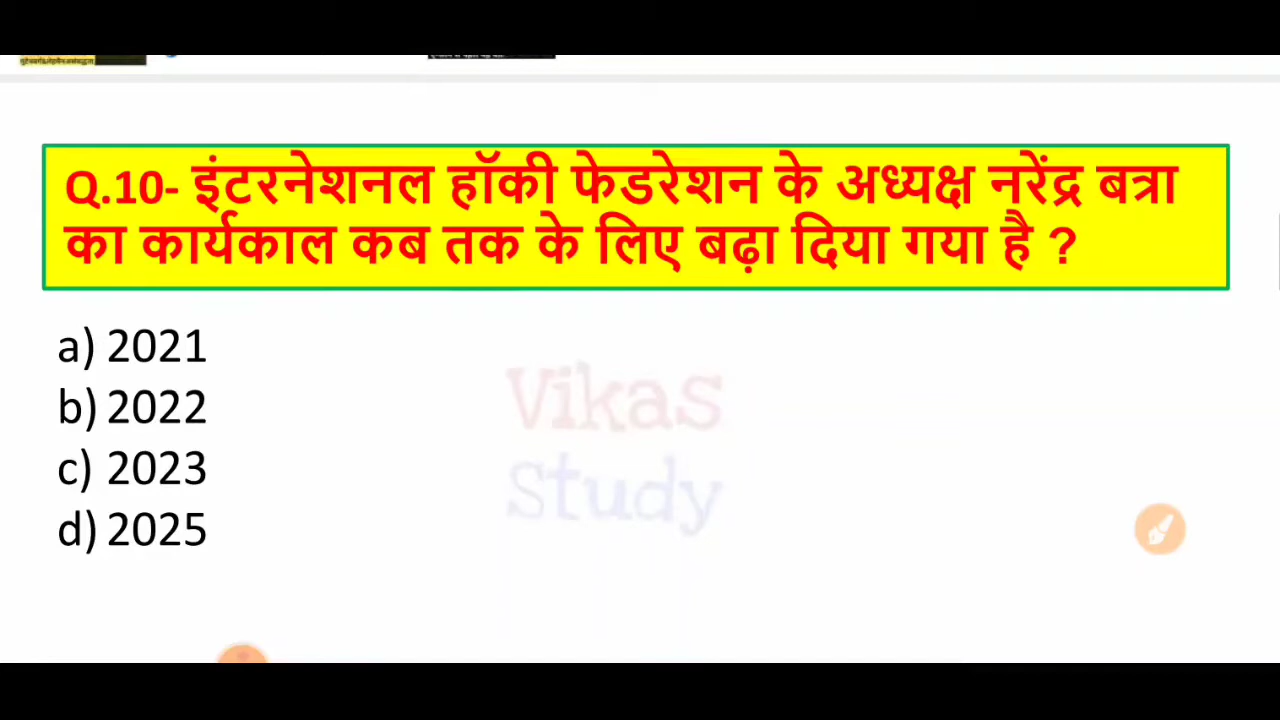 Q.10- इंटरनेशनल हॉकी फेडरेशन के अध्यक्ष नरेंद्र बत्रा
का कार्यकाल कब तक के लिए बढ़ा दिया गया है ?
a) 2021
b) 2022
c) 2023
d) 2025
Vikas
Study